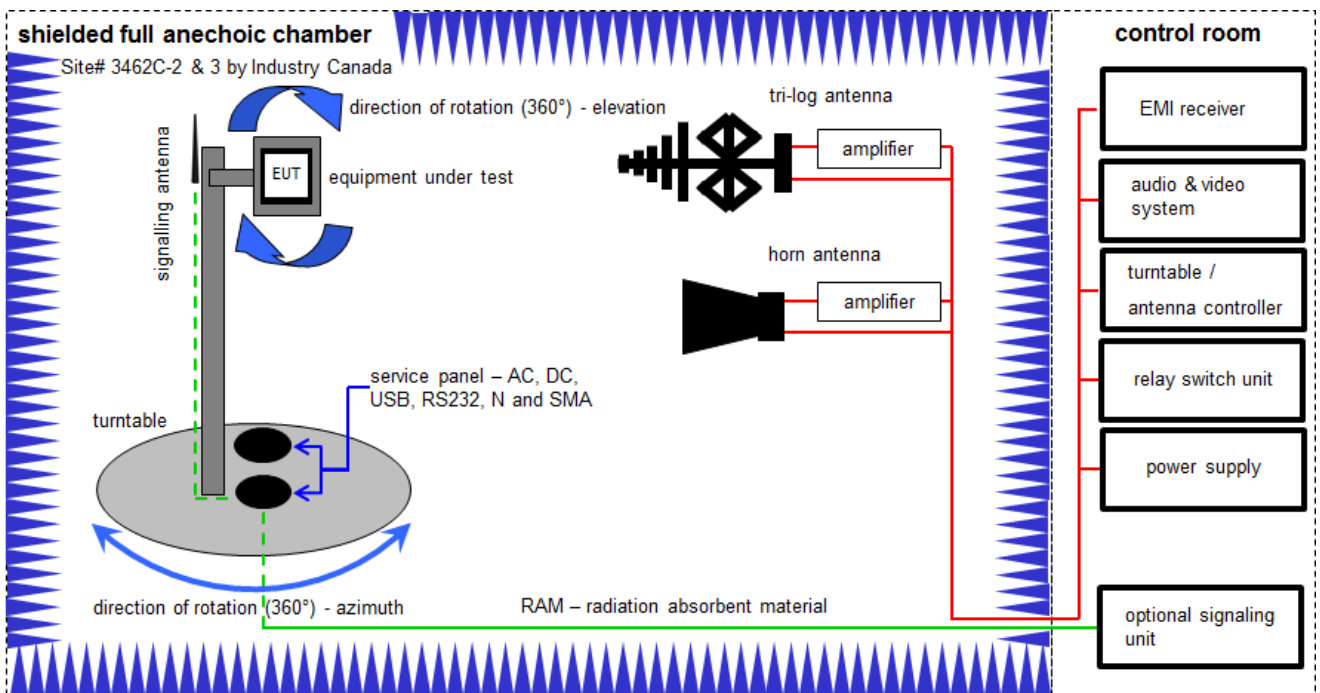 shielded full anechoic chamber
Site# 3462C-2 & 3 by Industry Canada
direction of rotation (360°) - elevation
signalling antenna
EUT
equipment under test
tri-log antenna
amplifier
horn antenna
amplifier
service panel – AC, DC,
USB, RS232, N and SMA
turntable
direction of rotation (360°) - azimuth
RAM – radiation absorbent material
control room
EMI receiver
audio & video
system
turntable /
antenna controller
relay switch unit
power supply
optional signaling
unit